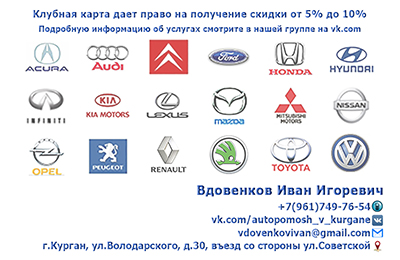 Клубная карта дает право на получение скидки от 5% до 10%
Подробную информацию об услугах смотрите в нашей группе на vk.com
ACURA Audi Ford HONDA HYUNDAI
INFINITI KIA MOTORS LEXUS mazda MITSUBISHI MOTORS NISSAN
OPEL PEUGEOT RENAULT TOYOTA
Вдовенков Иван Игоревич
+7(961)749-76-54
vk.com/autopomosh_v_kurgane
vdovenkovivan@gmail.com
г.Курган, ул.Володарского, д.30, въезд со стороны ул.Советской